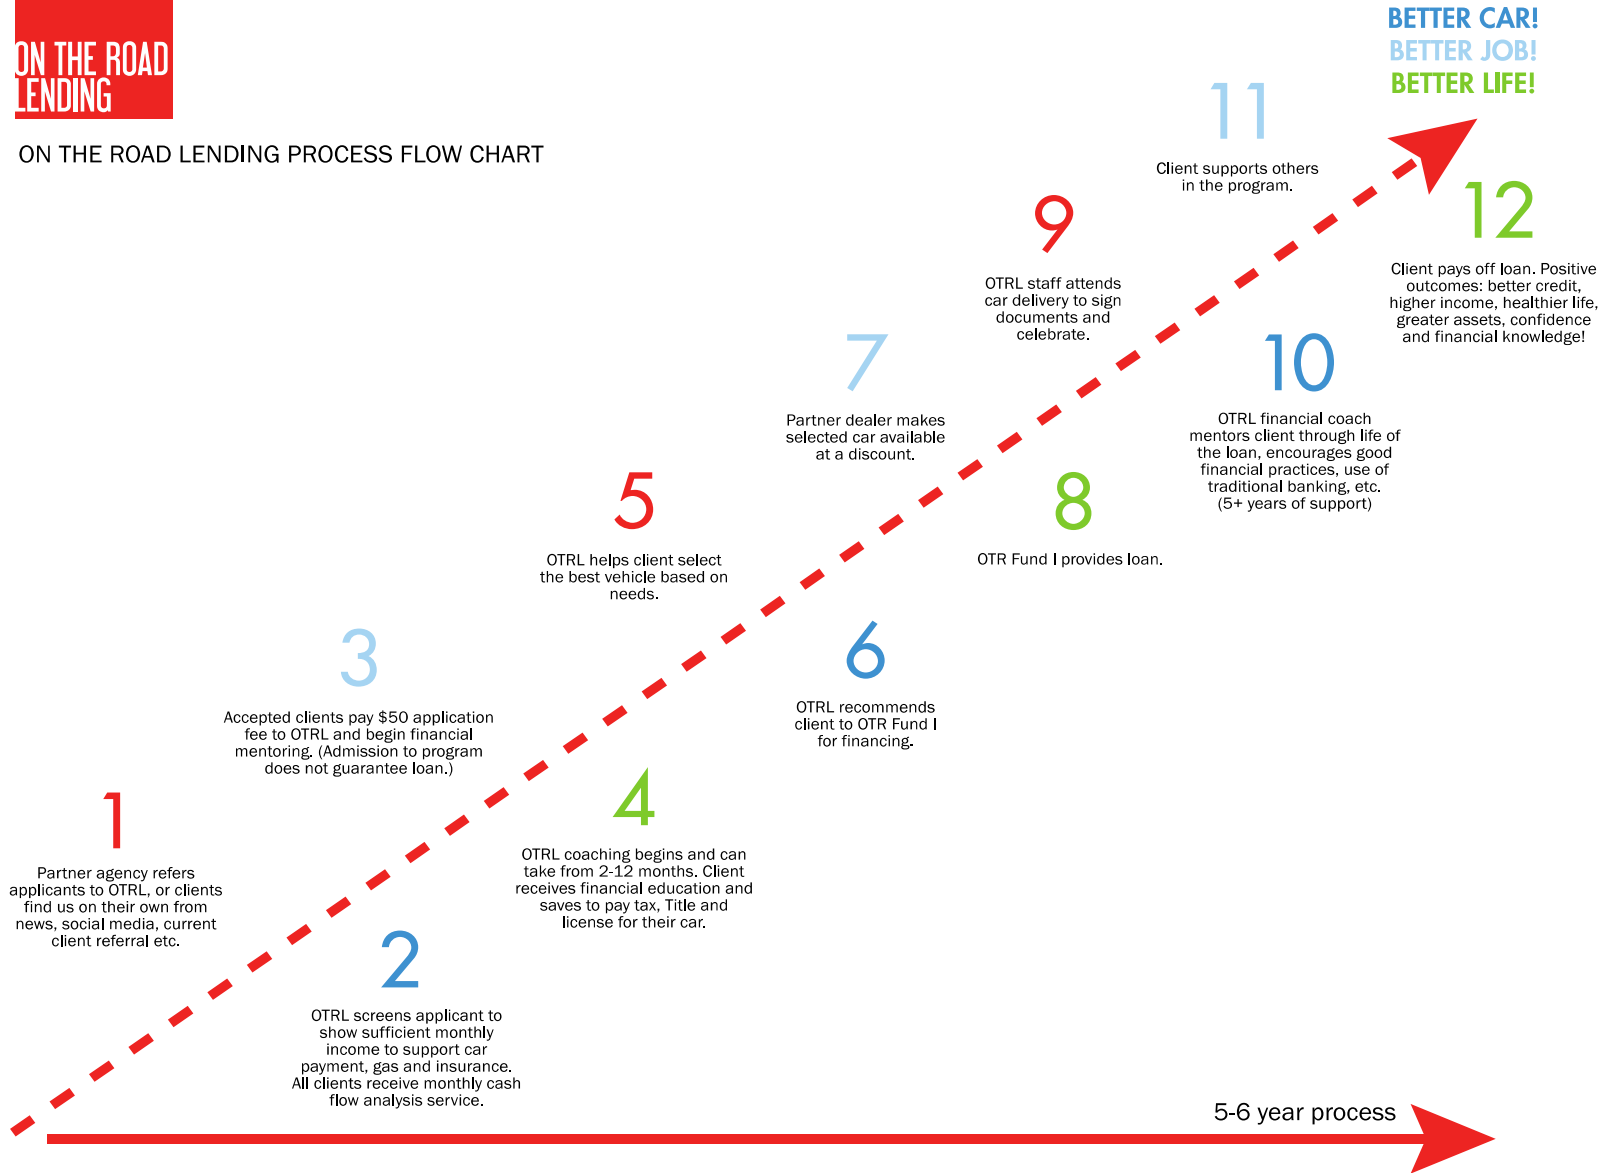 ON THE ROAD
LENDING
ON THE ROAD LENDING PROCESS FLOW CHART
BETTER CAR!
BETTER JOB!
BETTER LIFE!
1
Partner agency refers
applicants to OTRL, or clients
find us on their own from
news, social media, current
client referral etc.
2
OTRL screens applicant to
show sufficient monthly
income to support car
payment, gas and insurance.
All clients receive monthly cash
flow analysis service.
3
Accepted clients pay $50 application
fee to OTRL and begin financial
mentoring. (Admission to program
does not guarantee loan.)
4
OTRL coaching begins and can
take from 2-12 months. Client
receives financial education and
saves to pay tax, Title and
license for their car.
5
OTRL helps client select
the best vehicle based on
needs.
6
OTRL recommends
client to OTR Fund I
for financing.
7
Partner dealer makes
selected car available
at a discount.
8
OTR Fund I provides loan.
9
OTRL staff attends
car delivery to sign
documents and
celebrate.
10
OTRL financial coach
mentors client through life of
the loan, encourages good
financial practices, use of
traditional banking, etc.
(5+ years of support)
11
Client supports others
in the program.
12
Client pays off loan. Positive
outcomes: better credit,
higher income, healthier life,
greater assets, confidence
and financial knowledge!
5-6 year process